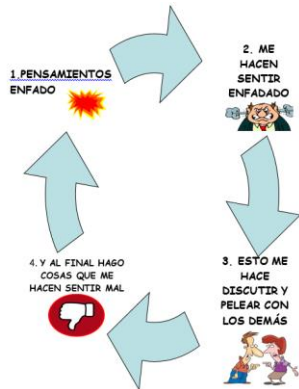 1.PENSAMIENTOS
ENFADO
2. ME
HACEN
SENTIR
ENFADADO
3. ESTO ME
HACE
DISCUTIR Y
PELEAR CON
LOS DEMÁS
4. Y AL FINAL HAGO
COSAS QUE ME
HACEN SENTIR MAL